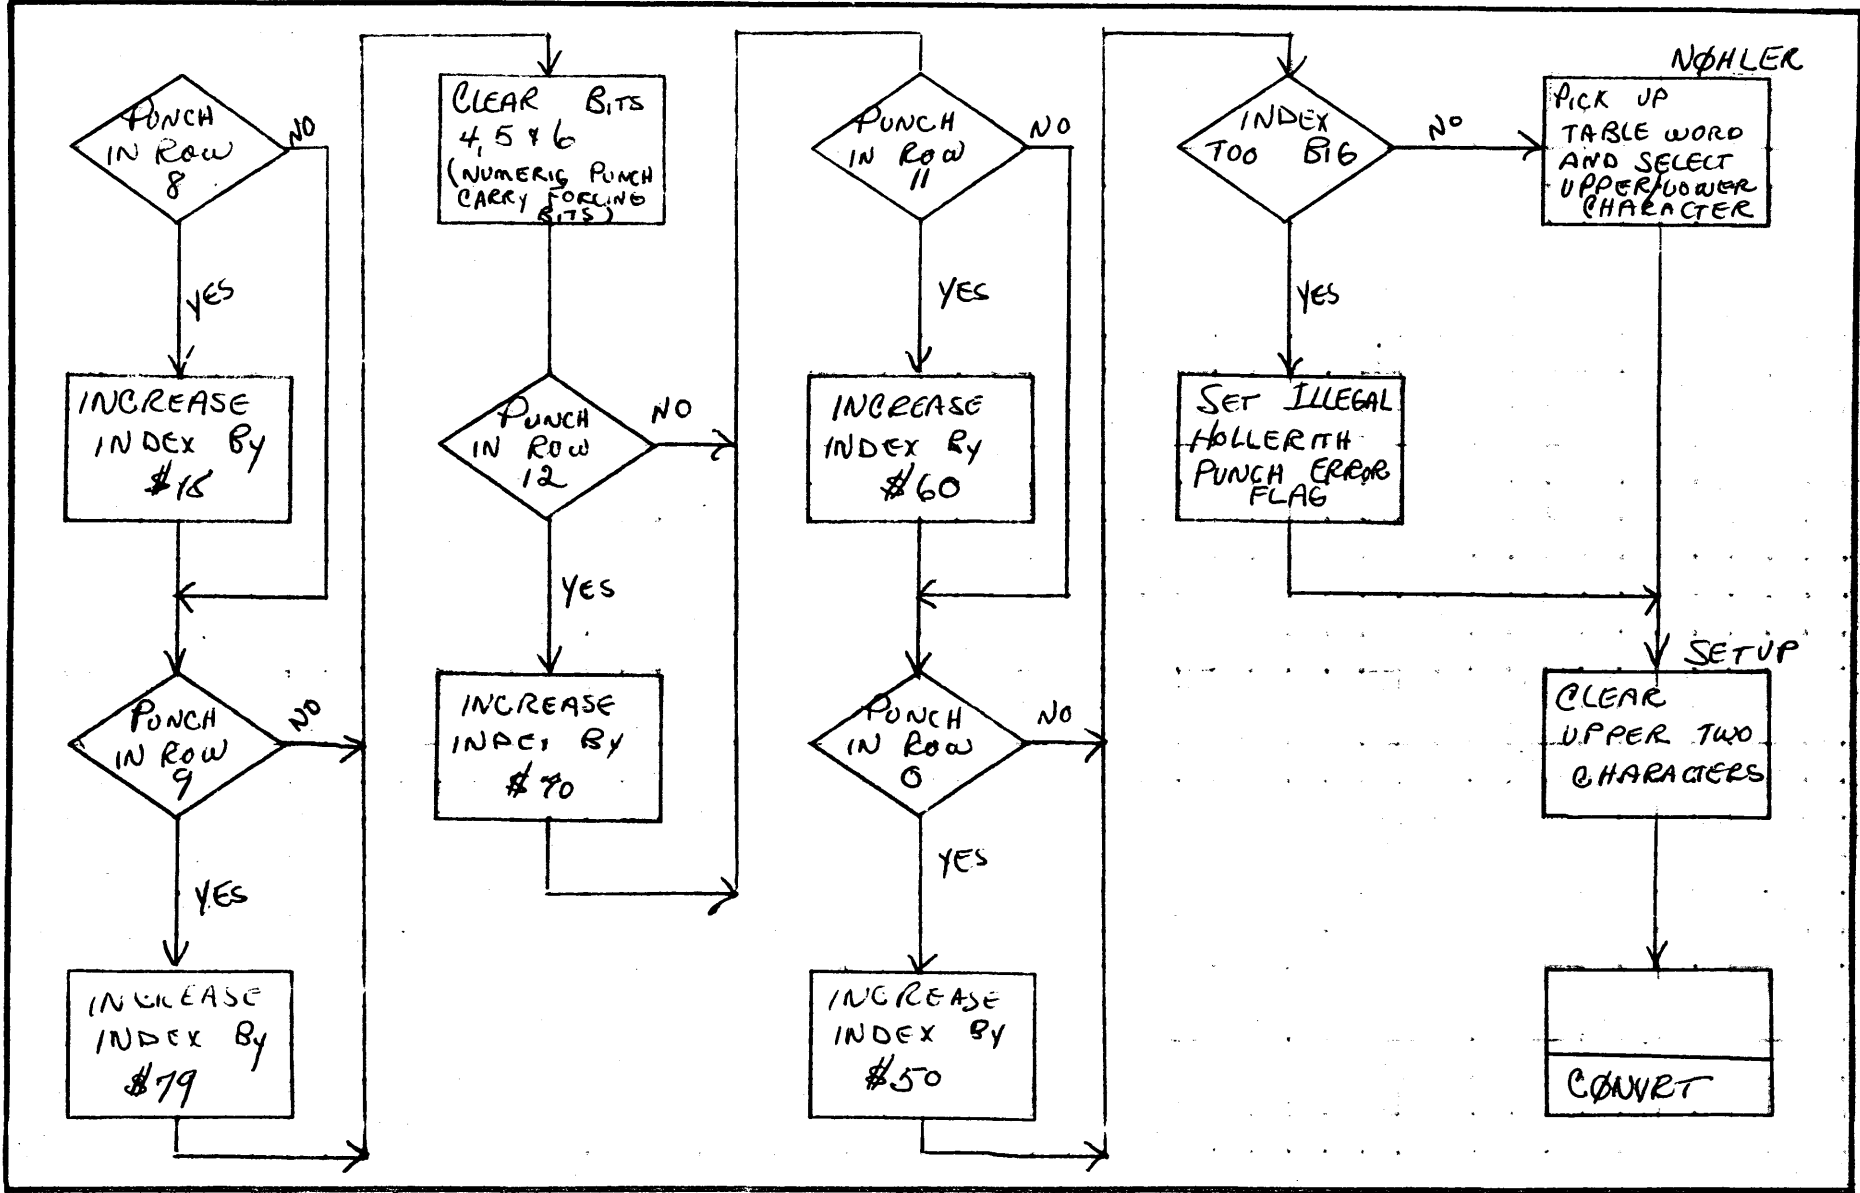 PUNCH
IN ROW
8
NO
YES
INCREASE
INDEX BY
PUNCH
IN ROW
9
NO
YES
INCREASE
INDEX BY
$79
CLEAR BITS
4, 5 & 6
(NUMERIC PUNCH
CARRY FORCING
BITS)
PUNCH
IN ROW
12
NO
YES
INCREASE
INDEX BY
$70
PUNCH
IN ROW
11
NO
YES
INCREASE
INDEX BY
$60
PUNCH
IN ROW
0
NO
YES
INCREASE
INDEX BY
$50
INDEX
TOO BIG
NO
YES
SET ILLEGAL
HOLLERITH
PUNCH ERROR
FLAG
NØHLER
PICK UP
TABLE WORD
AND SELECT
UPPER/LOWER
CHARACTER
SETUP
CLEAR
UPPER TWO
CHARACTERS
CØNVRT